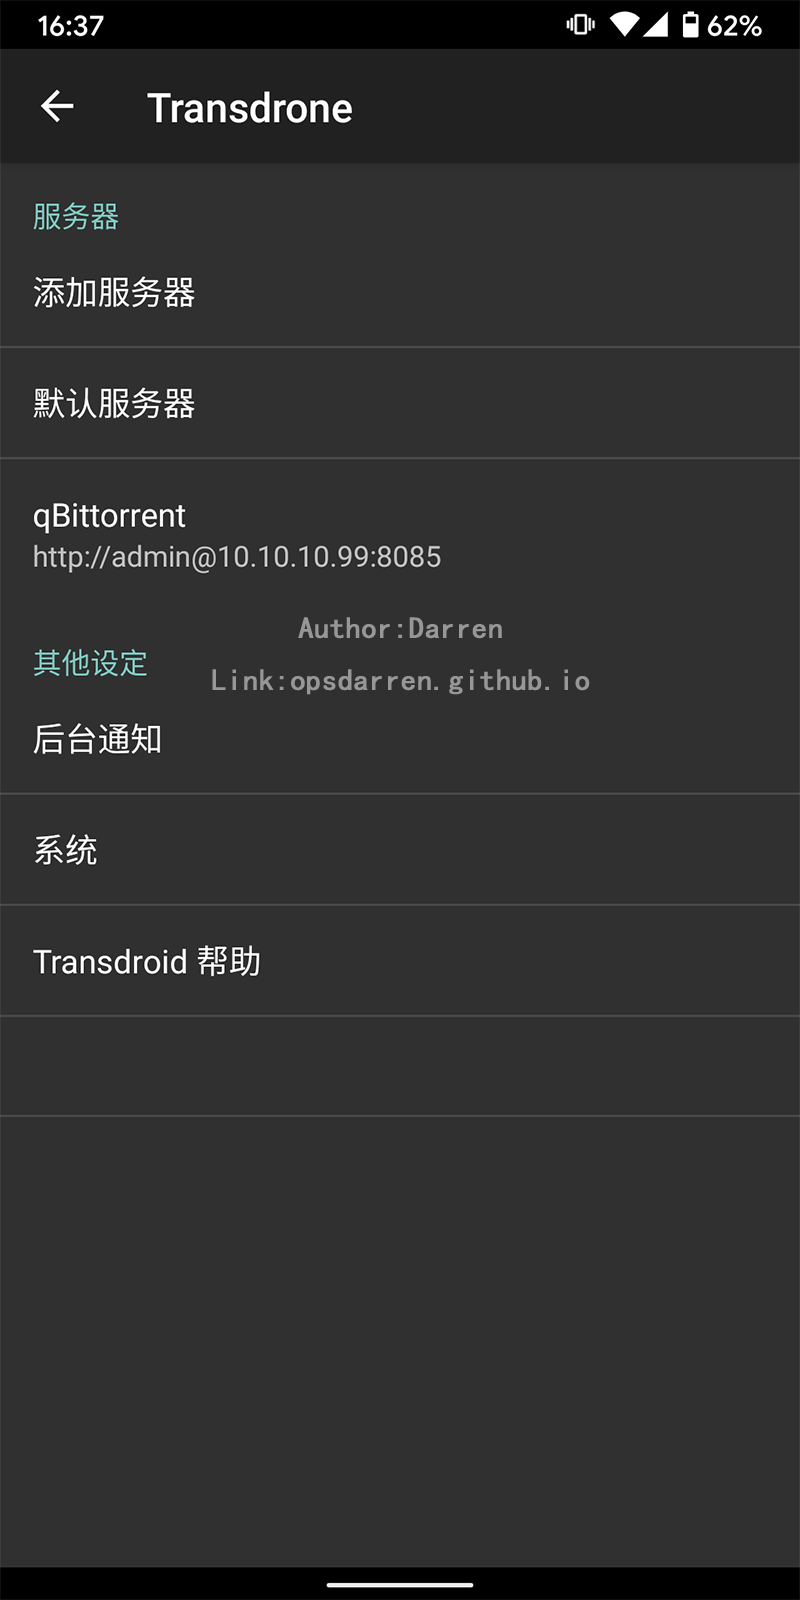 16:37
62%
Transdrone
服务器
添加服务器
默认服务器
qBittorrent
http://admin@10.10.10.99:8085
Author:Darren
其他设定
Link:opsdarren.github.io
后台通知
系统
Transdroid 帮助